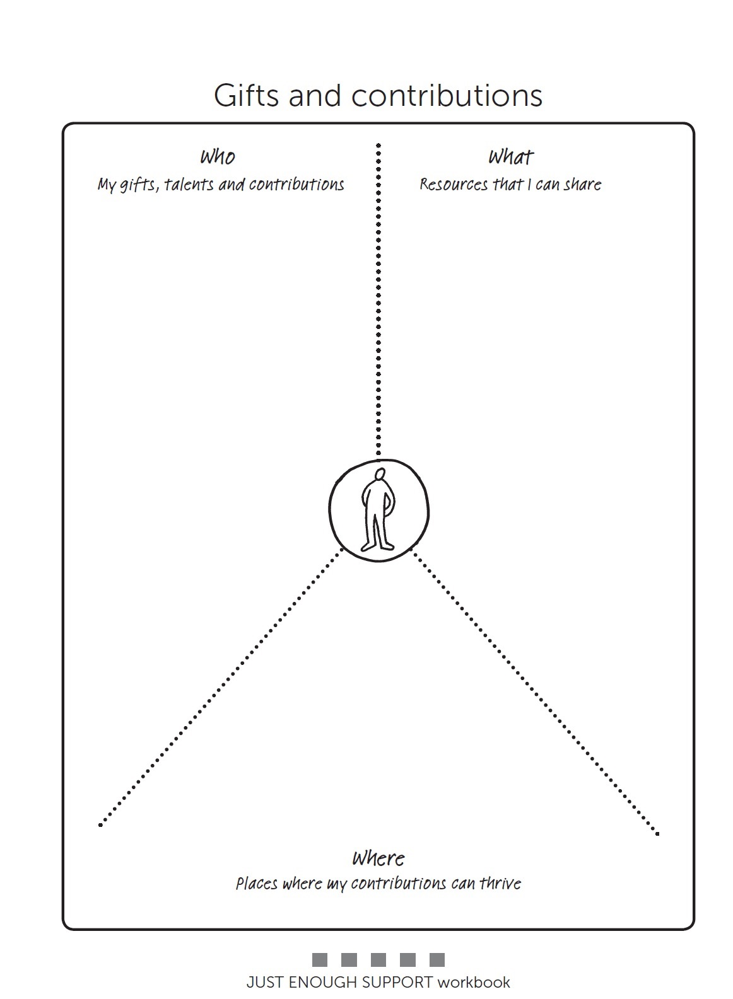 Gifts and contributions
Who
My gifts, talents and contributions
What
Resources that I can share
Where
Places where my contributions can thrive
JUST ENOUGH SUPPORT workbook